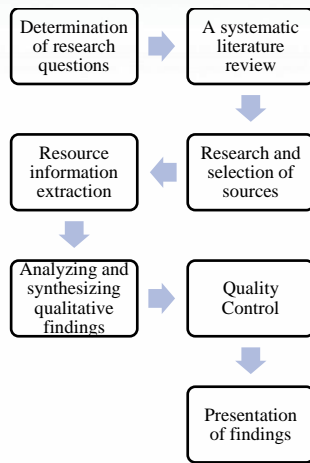 Determination
of research
questions
A systematic
literature
review
Research and
selection of
sources
Resource
information
extraction
Analyzing and
synthesizing
qualitative
findings
Quality
Control
Presentation
of findings